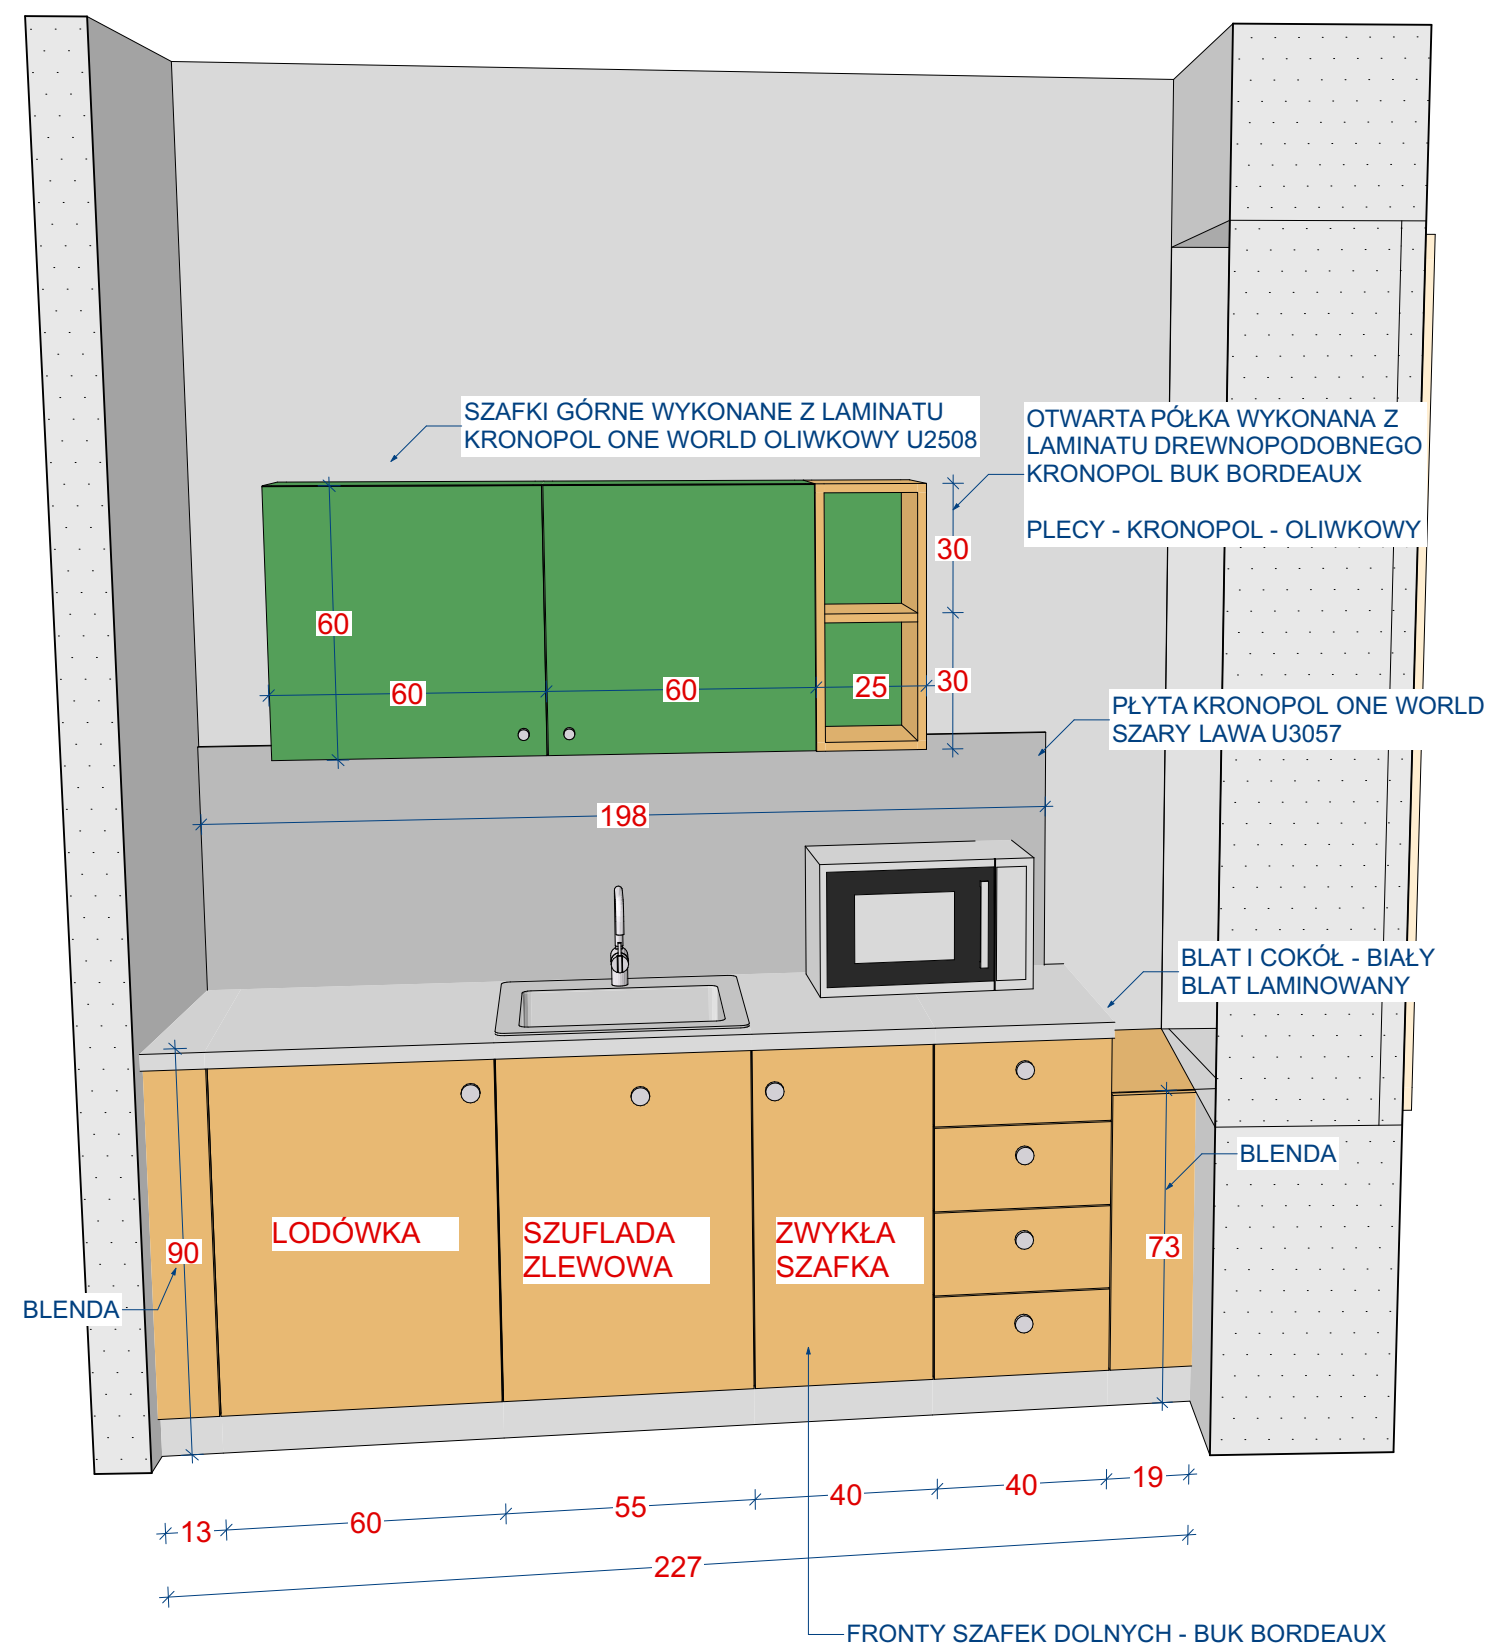 SZAFKI GÓRNE WYKONANE Z LAMINATU
KRONOPOL ONE WORLD OLIWKOWY U2508
OTWARTA PÓŁKA WYKONANA Z
LAMINATU DREWNOPODOBNEGO
KRONOPOL BUK BORDEAUX
PLECY - KRONOPOL - OLIWKOWY
30
60
60
60
25
30
PŁYTA KRONOPOL ONE WORLD
SZARY LAWA U3057
198
BLAT I COKÓŁ - BIAŁY
BLAT LAMINOWANY
BLENDA
LODÓWKA
SZUFLADA
ZLEWOWA
ZWYKŁA
SZAFKA
90
73
BLENDA
13
60
55
40
40
19
227
FRONTY SZAFEK DOLNYCH - BUK BORDEAUX